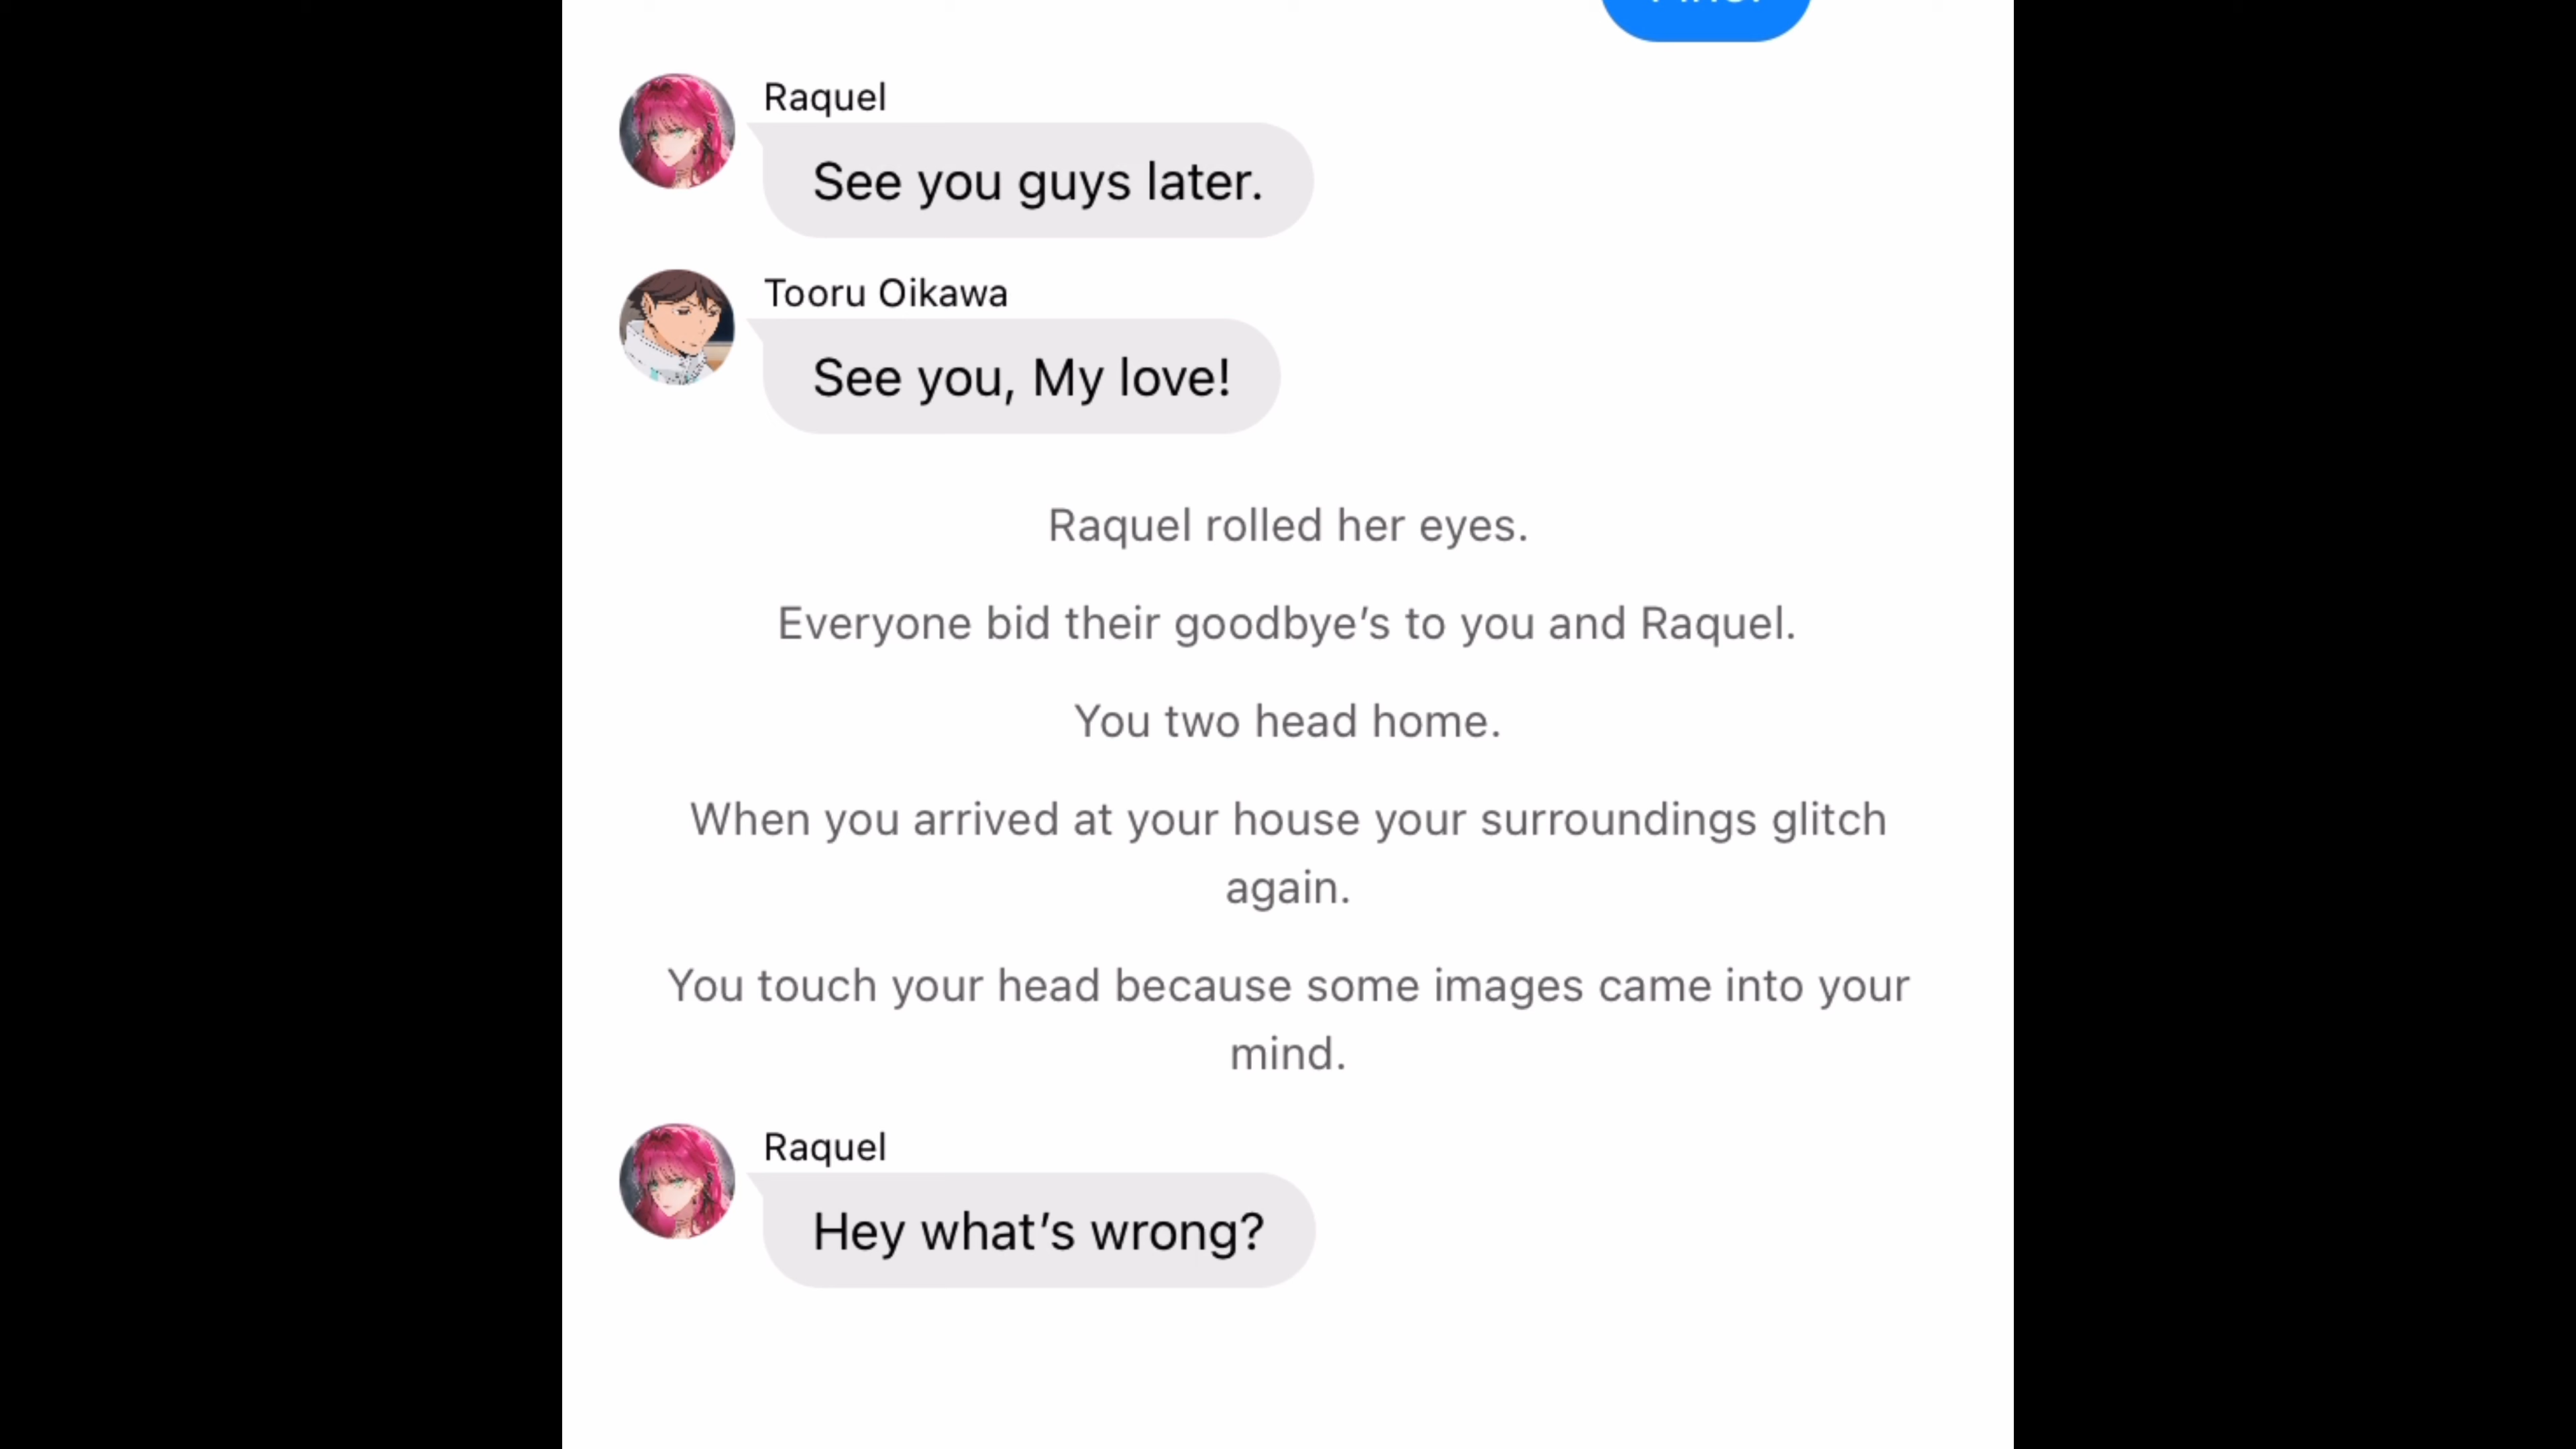 Raquel
See you guys later.
Tooru Oikawa
See you, My love!
Raquel rolled her eyes.
Everyone bid their goodbye’s to you and Raquel.
You two head home.
When you arrived at your house your surroundings glitch
again.
You touch your head because some images came into your
mind.
Raquel
Hey what’s wrong?